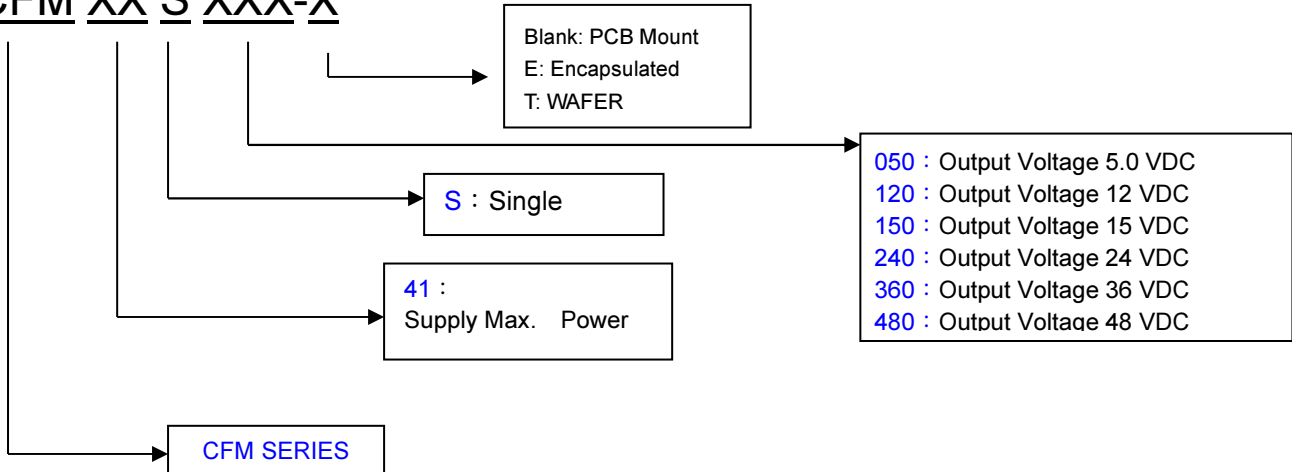 CFM XX S XXX-X
Blank: PCB Mount
E: Encapsulated
T: WAFER
050：Output Voltage 5.0 VDC
120：Output Voltage 12 VDC
150：Output Voltage 15 VDC
240：Output Voltage 24 VDC
360：Output Voltage 36 VDC
480：Output Voltage 48 VDC
S：Single
41：
Supply Max. Power
CFM SERIES